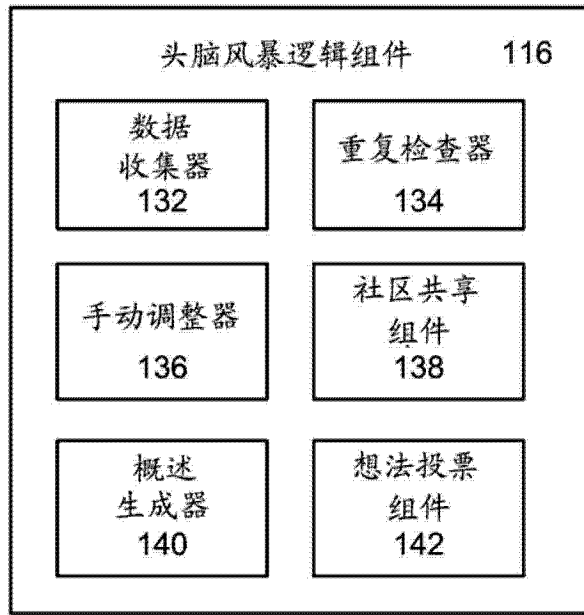 头脑风暴逻辑组件 116
数据
收集器
132
重复检查器
134
手动调整器
136
社区共享
组件
138
概述
生成器
140
想法投票
组件
142